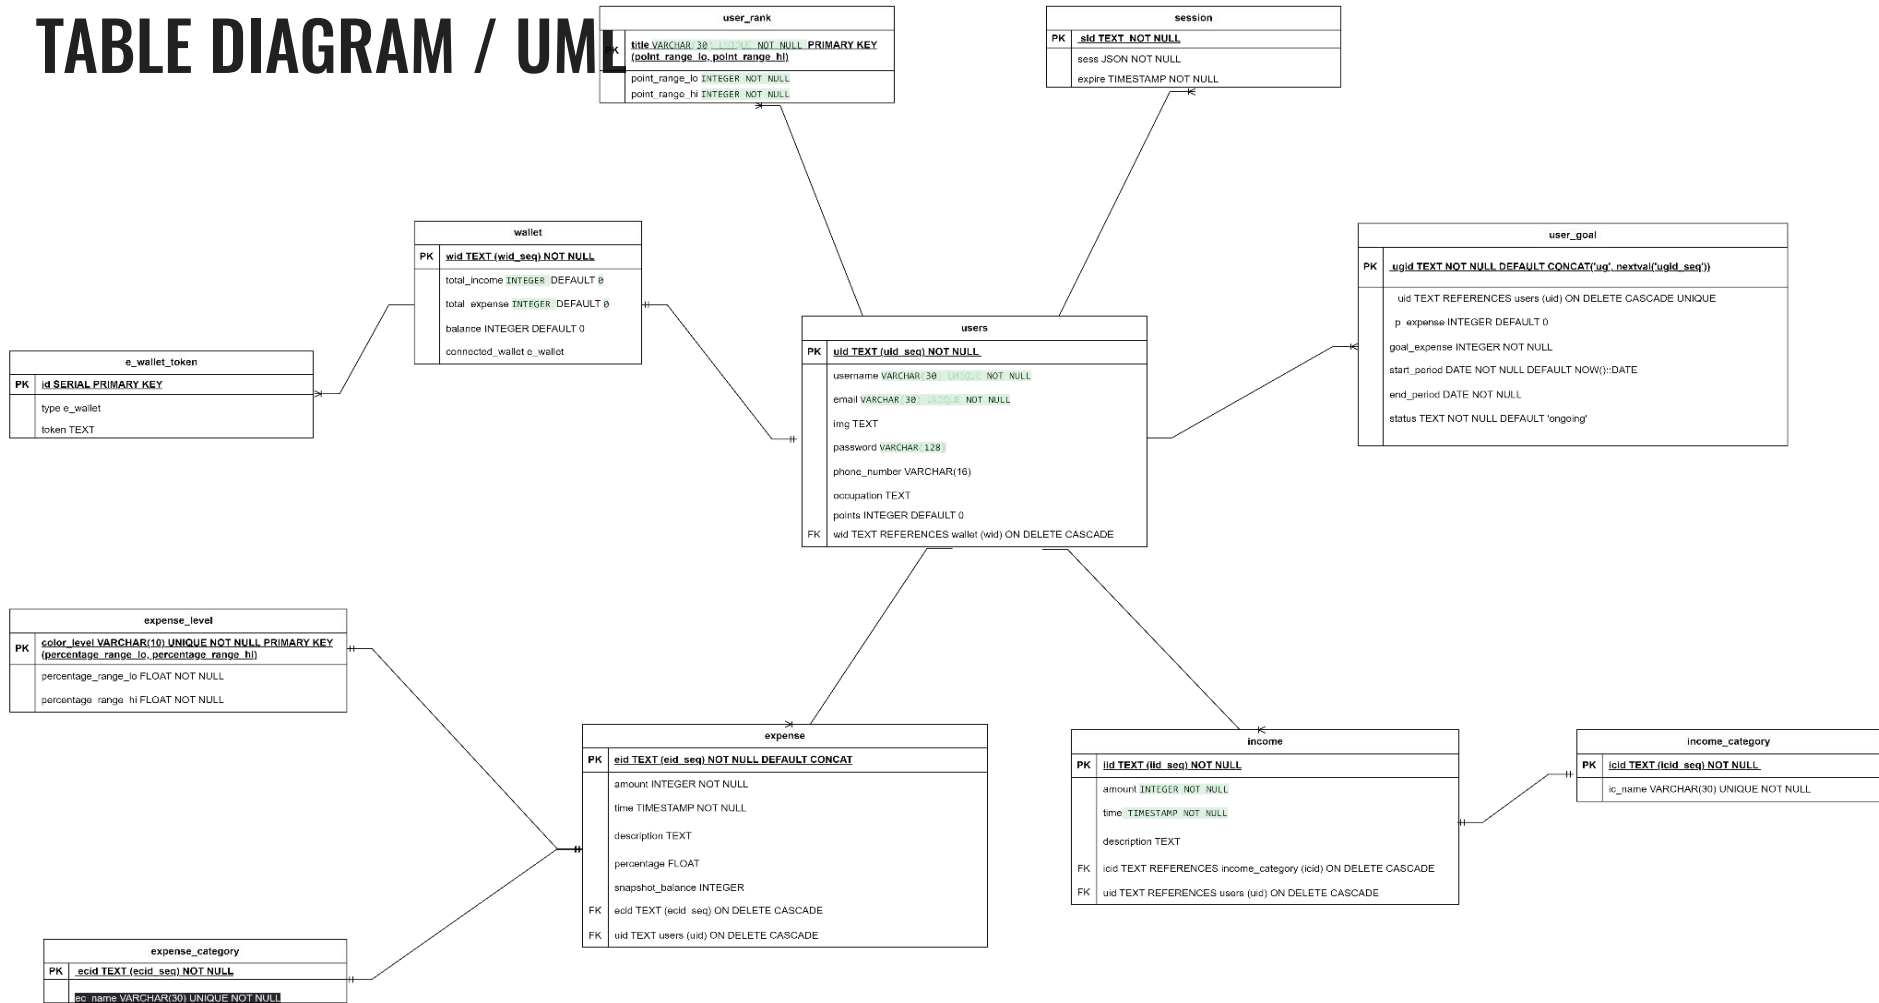 TABLE DIAGRAM / UML
user_rank
PK
title VARCHAR(30) UNIQUE NOT NULL PRIMARY KEY
(point_range_lo, point_range_hi)
point_range_lo INTEGER NOT NULL
point_range_hi INTEGER NOT NULL
session
PK sid TEXT NOT NULL
sess JSON NOT NULL
expire TIMESTAMP NOT NULL
wallet
PK wid TEXT (wid_seq) NOT NULL
total_income INTEGER DEFAULT 0
total_expense INTEGER DEFAULT 0
balance INTEGER DEFAULT 0
connected_wallet e_wallet
user_goal
PK ugid TEXT NOT NULL DEFAULT CONCAT('ug', nextval('ugid_seq'))
uid TEXT REFERENCES users (uid) ON DELETE CASCADE UNIQUE
p_expense INTEGER DEFAULT 0
goal_expense INTEGER NOT NULL
start_period DATE NOT NULL DEFAULT NOW()::DATE
end_period DATE NOT NULL
status TEXT NOT NULL DEFAULT 'ongoing'
e_wallet_token
PK id SERIAL PRIMARY KEY
type e_wallet
token TEXT
users
PK uid TEXT (uid_seq) NOT NULL
username VARCHAR(30) UNIQUE NOT NULL
email VARCHAR(30) UNIQUE NOT NULL
img TEXT
password VARCHAR(128)
phone_number VARCHAR(16)
occupation TEXT
points INTEGER DEFAULT 0
FK wid TEXT REFERENCES wallet (wid) ON DELETE CASCADE
expense_level
PK color_level VARCHAR(10) UNIQUE NOT NULL PRIMARY KEY
(percentage_range_lo, percentage_range_hi)
percentage_range_lo FLOAT NOT NULL
percentage_range_hi FLOAT NOT NULL
expense
PK eid TEXT (eid_seq) NOT NULL DEFAULT CONCAT
amount INTEGER NOT NULL
time TIMESTAMP NOT NULL
description TEXT
percentage FLOAT
snapshot_balance INTEGER
FK ecid TEXT (ecid_seq) ON DELETE CASCADE
FK uid TEXT users (uid) ON DELETE CASCADE
income
PK iid TEXT (iid_seq) NOT NULL
amount INTEGER NOT NULL
time TIMESTAMP NOT NULL
description TEXT
FK icid TEXT REFERENCES income_category (icid) ON DELETE CASCADE
FK uid TEXT REFERENCES users (uid) ON DELETE CASCADE
income_category
PK icid TEXT (icid_seq) NOT NULL
ic_name VARCHAR(30) UNIQUE NOT NULL
expense_category
PK ecid TEXT (ecid_seq) NOT NULL
ec_name VARCHAR(30) UNIQUE NOT NULL